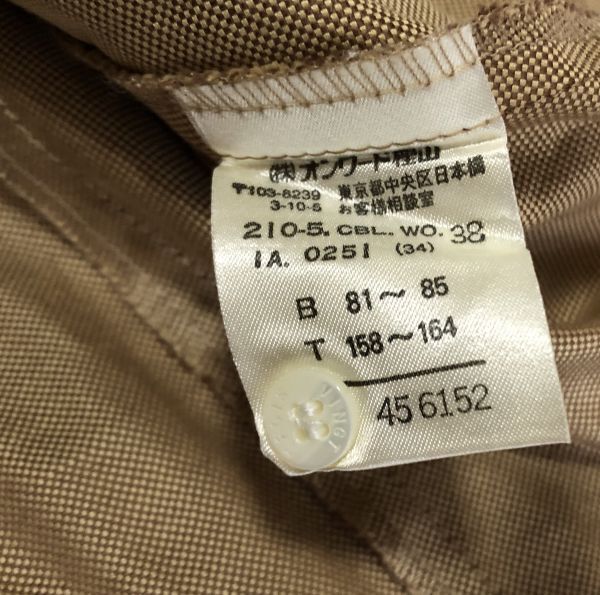 ㈱オンワード樫山
〒103-8239 東京都中央区日本橋
3-10-5 お客様相談室
210-5. CBL. WO. 38
1A. 0251 (34)
B 81〜85
T 158〜164
456152